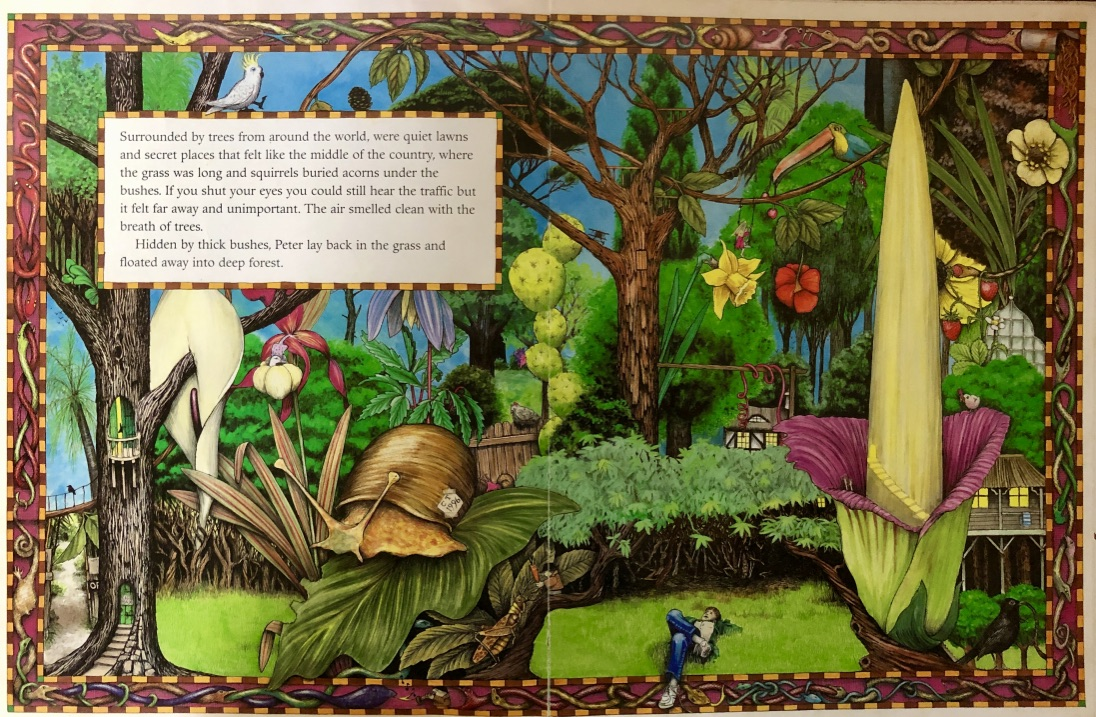 Surrounded by trees from around the world, were quiet lawns
and secret places that felt like the middle of the country, where
the grass was long and squirrels buried acorns under the
bushes. If you shut your eyes you could still hear the traffic but
it felt far away and unimportant. The air smelled clean with the
breath of trees.
Hidden by thick bushes, Peter lay back in the grass and
floated away into deep forest.